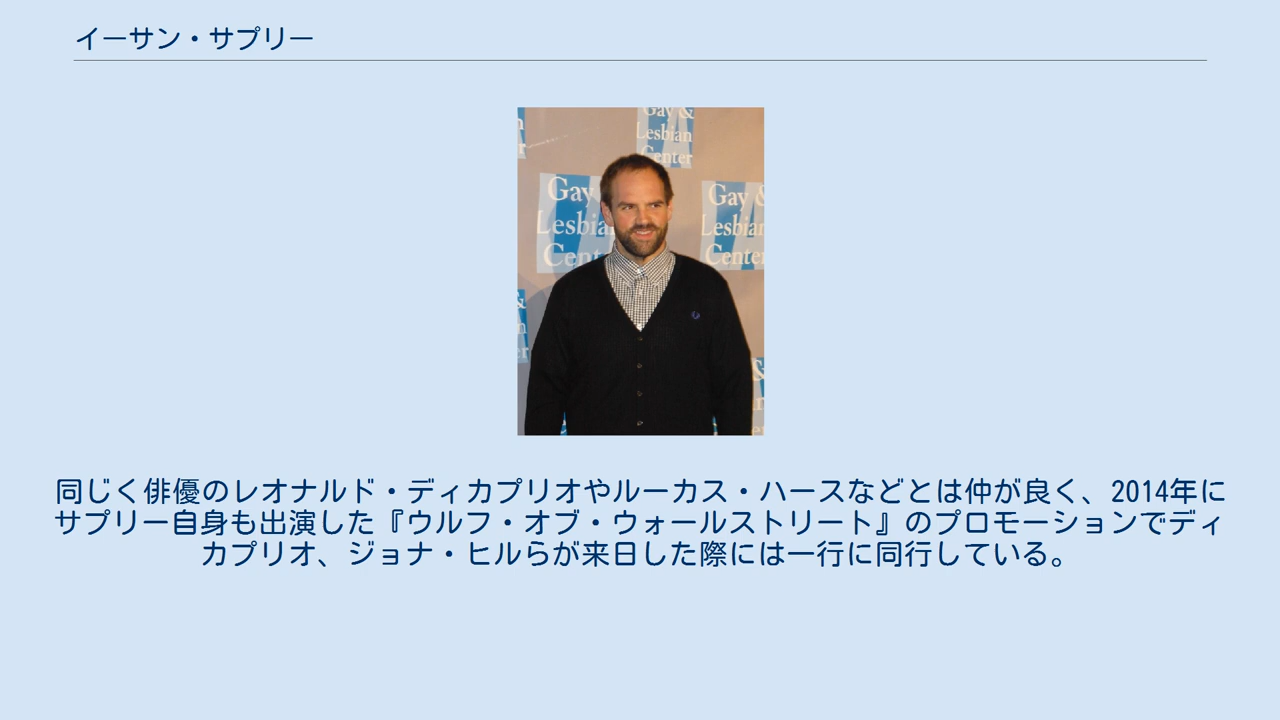 イーサン・サプリー
Gay &
Lesbian
Center
Gay
Lesbia
Cent
Gay &
Lesbian
Center
同じく俳優のレオナルド・ディカプリオやルーカス・ハースなどとは仲が良く、2014年に
サプリー自身も出演した『ウルフ・オブ・ウォールストリート』のプロモーションでディ
カプリオ、ジョナ・ヒルらが来日した際には一行に同行している。